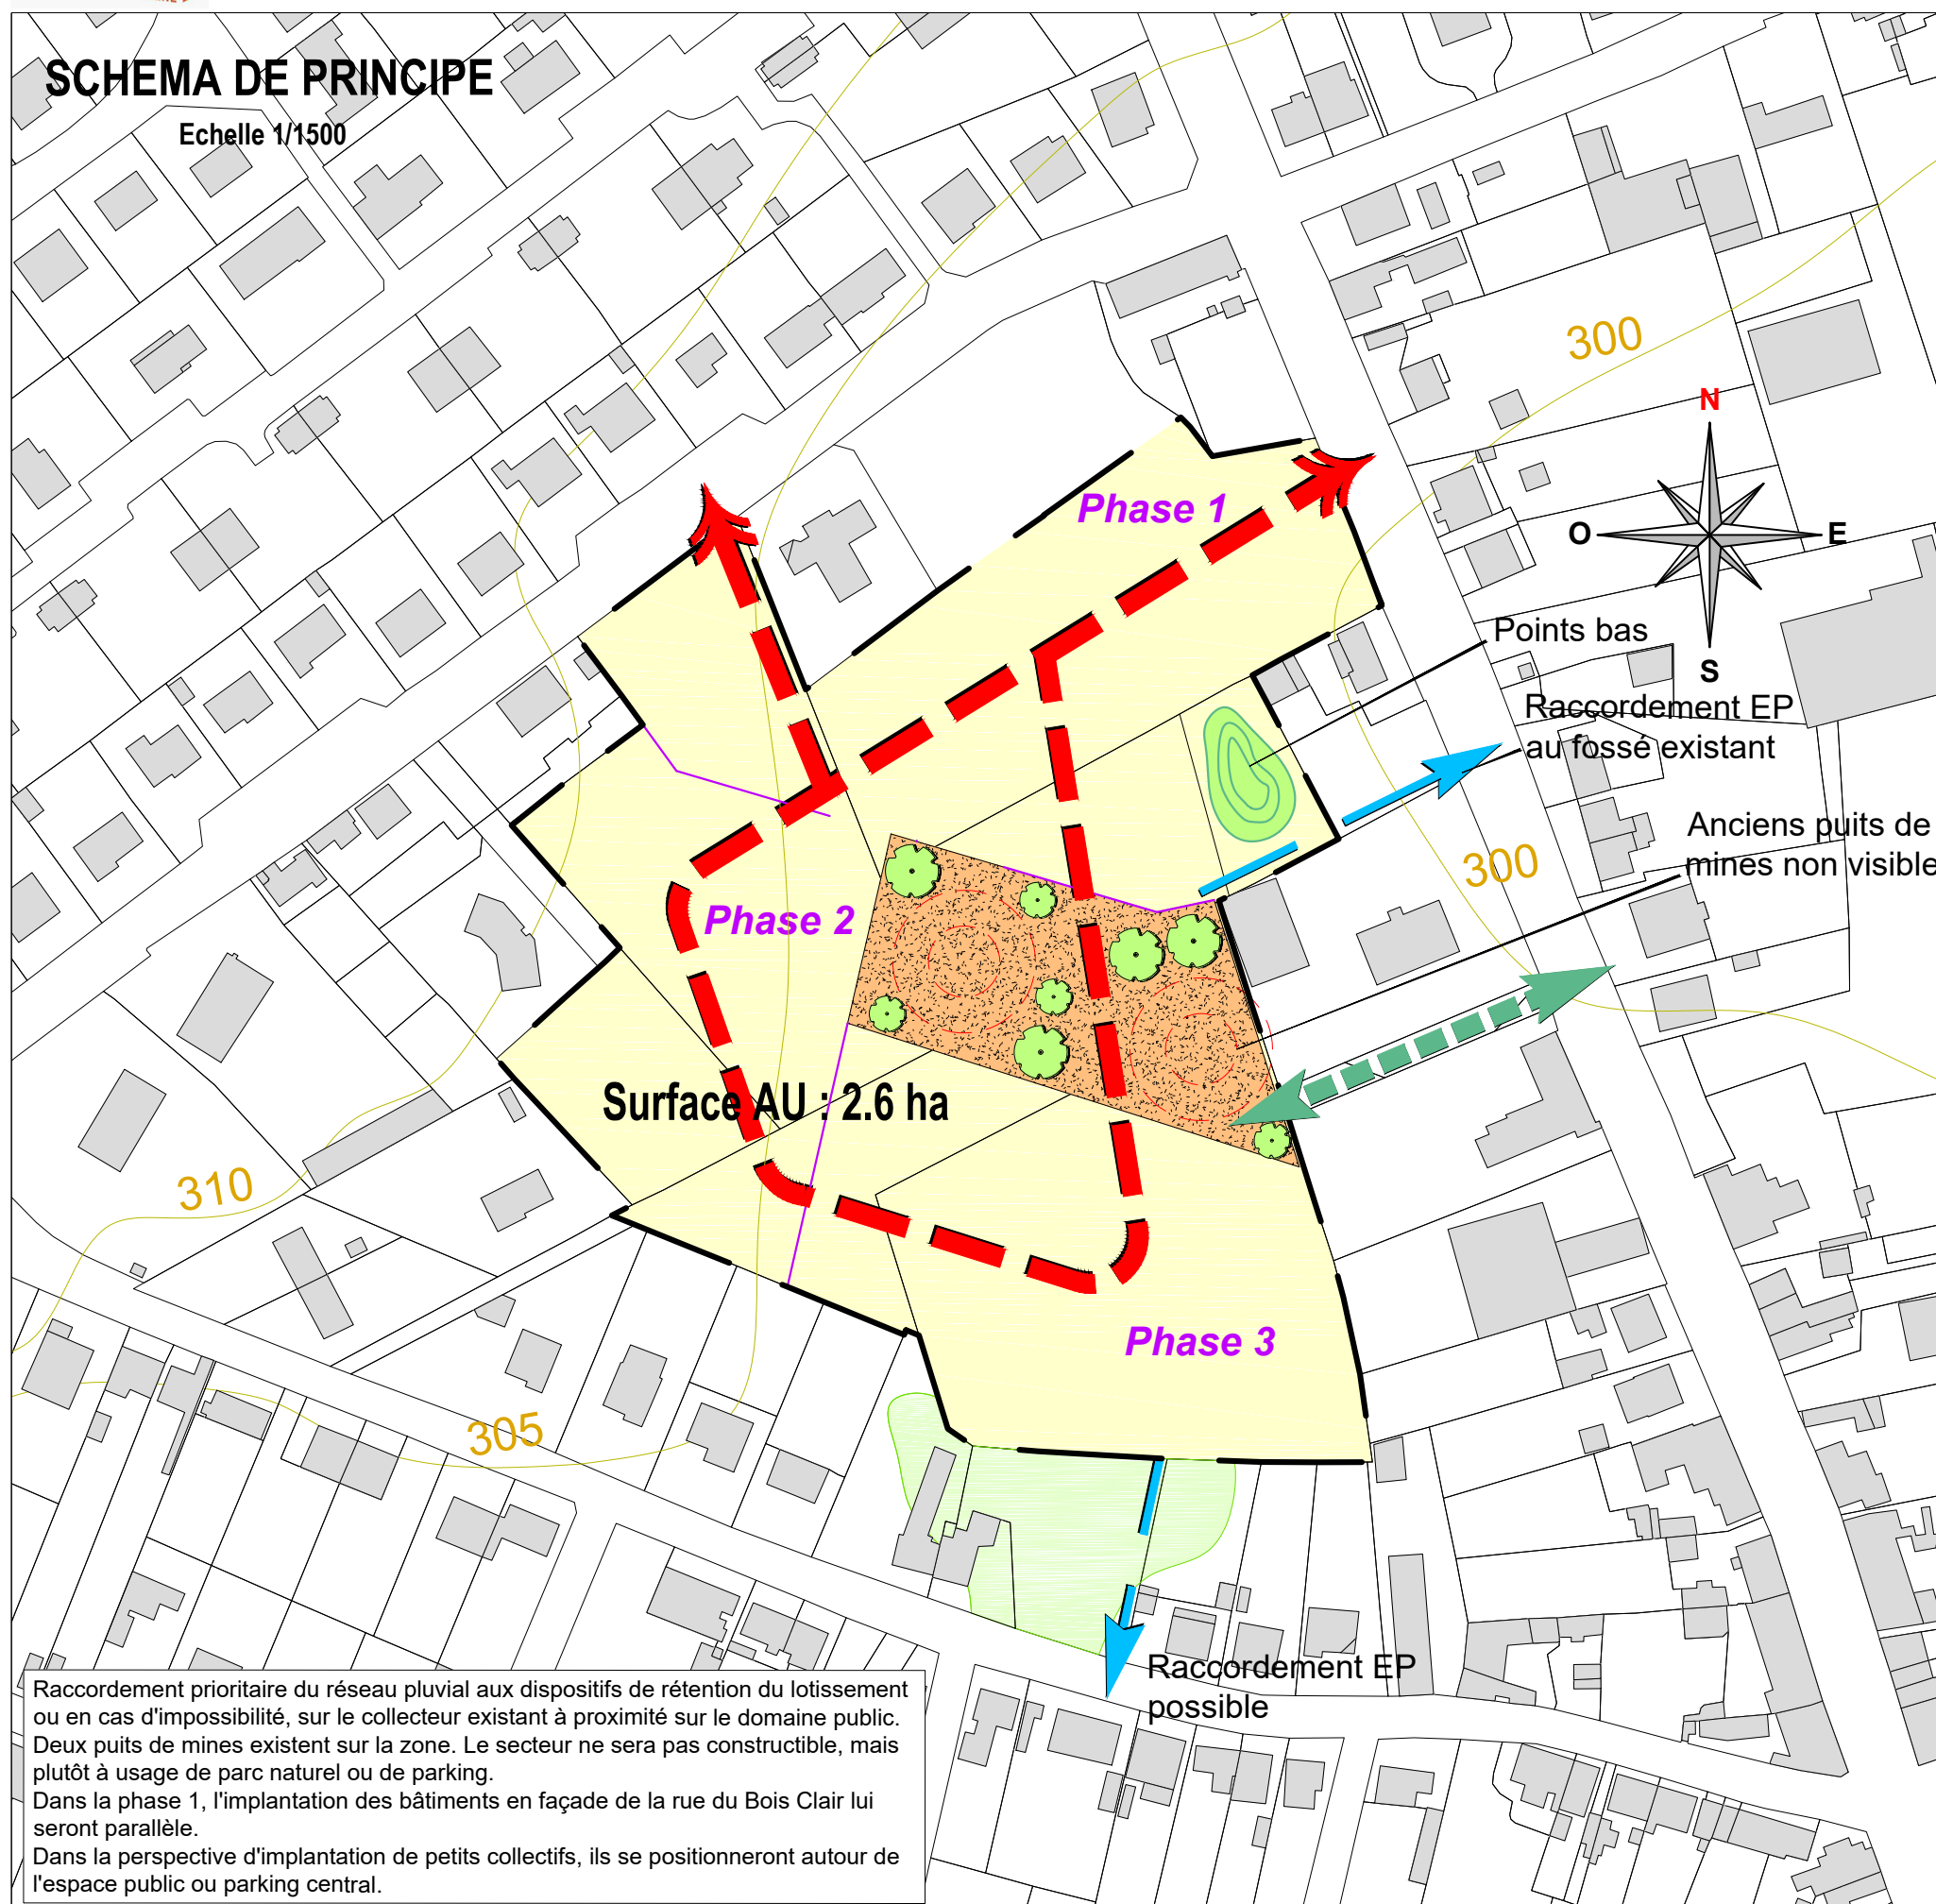 SCHEMA DE PRINCIPE
Echelle 1/1500
300
N
Phase 1
O
E
Points bas
S
Raccordement EP
au fossé existant
Anciens puits de
mines non visible
300
Phase 2
Surface AU : 2.6 ha
310
Phase 3
305
Raccordement EP
possible
Raccordement prioritaire du réseau pluvial aux dispositifs de rétention du lotissement
ou en cas d'impossibilité, sur le collecteur existant à proximité sur le domaine public.
Deux puits de mines existent sur la zone. Le secteur ne sera pas constructible, mais
plutôt à usage de parc naturel ou de parking.
Dans la phase 1, l'implantation des bâtiments en façade de la rue du Bois Clair lui
seront parallèle.
Dans la perspective d'implantation de petits collectifs, ils se positionneront autour de
l'espace public ou parking central.